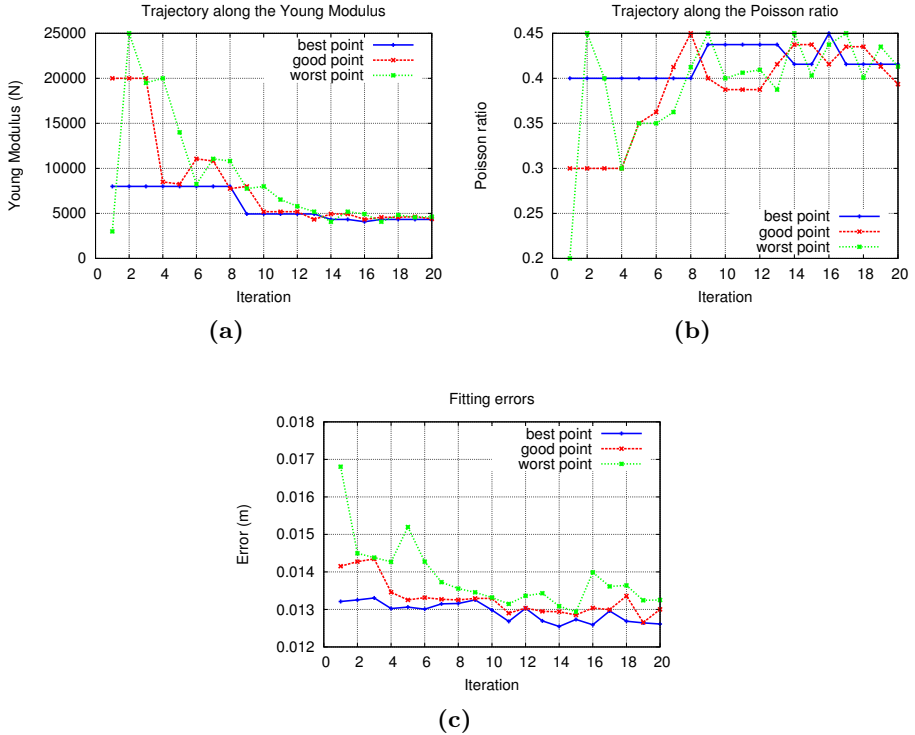 Trajectory along the Young Modulus
25000
20000
15000
10000
5000
0
Young Modulus (N)
best point
good point
worst point
0 2 4 6 8 10 12 14 16 18 20
Iteration
(a)
Trajectory along the Poisson ratio
0.45
0.4
0.35
0.3
0.25
0.2
Poisson ratio
best point
good point
worst point
0 2 4 6 8 10 12 14 16 18 20
Iteration
(b)
Fitting errors
0.018
0.017
0.016
0.015
0.014
0.013
0.012
Error (m)
best point
good point
worst point
0 2 4 6 8 10 12 14 16 18 20
Iteration
(c)